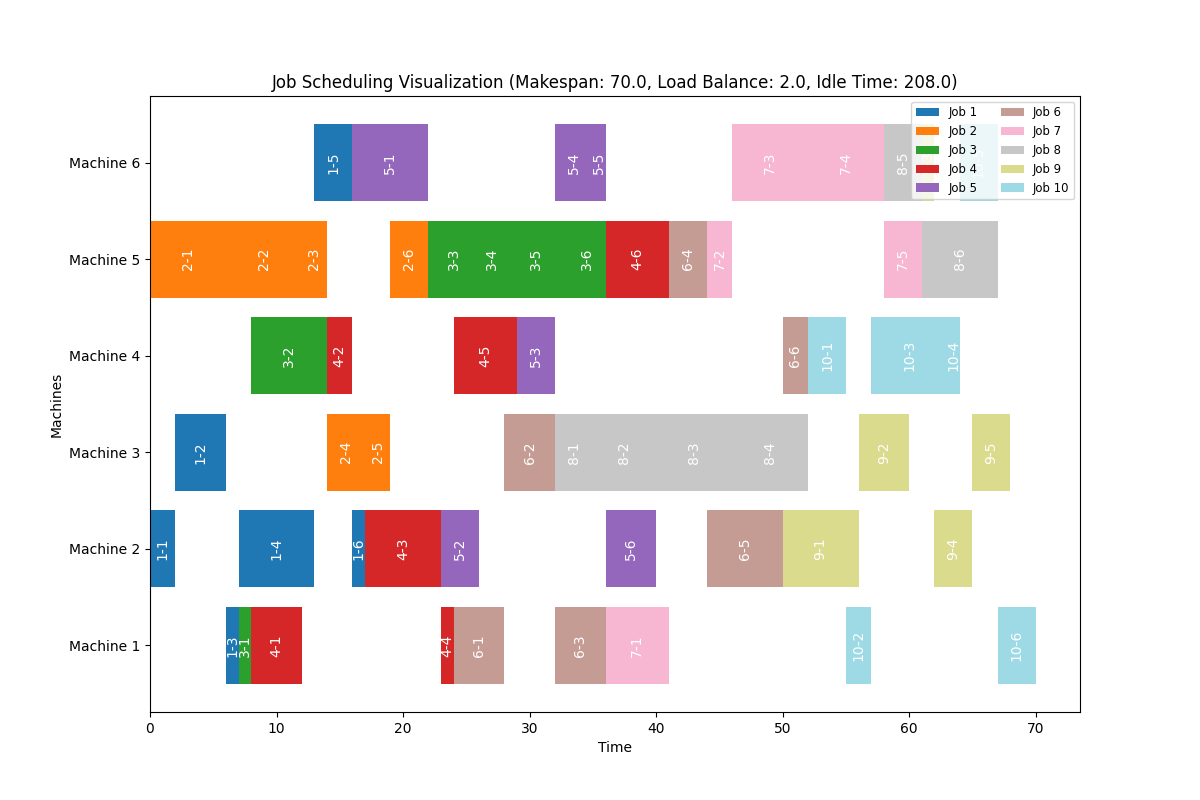 Job Scheduling Visualization (Makespan: 70.0, Load Balance: 2.0, Idle Time: 208.0)
Job 1 Job 6
Job 2 Job 7
Job 3 Job 8
Job 4 Job 9
Job 5 Job 10
Machine 6 1-5 5-1 5-4 5-5 7-3 7-4 8-5
Machine 5 2-1 2-2 2-3 2-6 3-3 3-4 3-5 3-6 4-6 6-4 7-2 7-5 8-6
Machine 4 3-2 4-2 4-5 5-3 6-6 10-1 10-3 10-4
Machine 3 1-2 2-4 2-5 6-2 8-1 8-2 8-3 8-4 9-2 9-5
Machine 2 1-1 1-4 1-6 4-3 5-2 5-6 6-5 9-1 9-4
Machine 1 1-3 3-1 4-1 4-4 6-1 6-3 7-1 10-2 10-6
Machines
0 10 20 30 40 50 60 70
Time